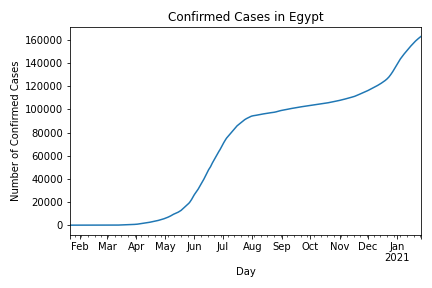 Confirmed Cases in Egypt
160000
140000
120000
100000
80000
60000
40000
20000
0
Number of Confirmed Cases
Feb Mar Apr May Jun Jul Aug Sep Oct Nov Dec Jan
2021
Day